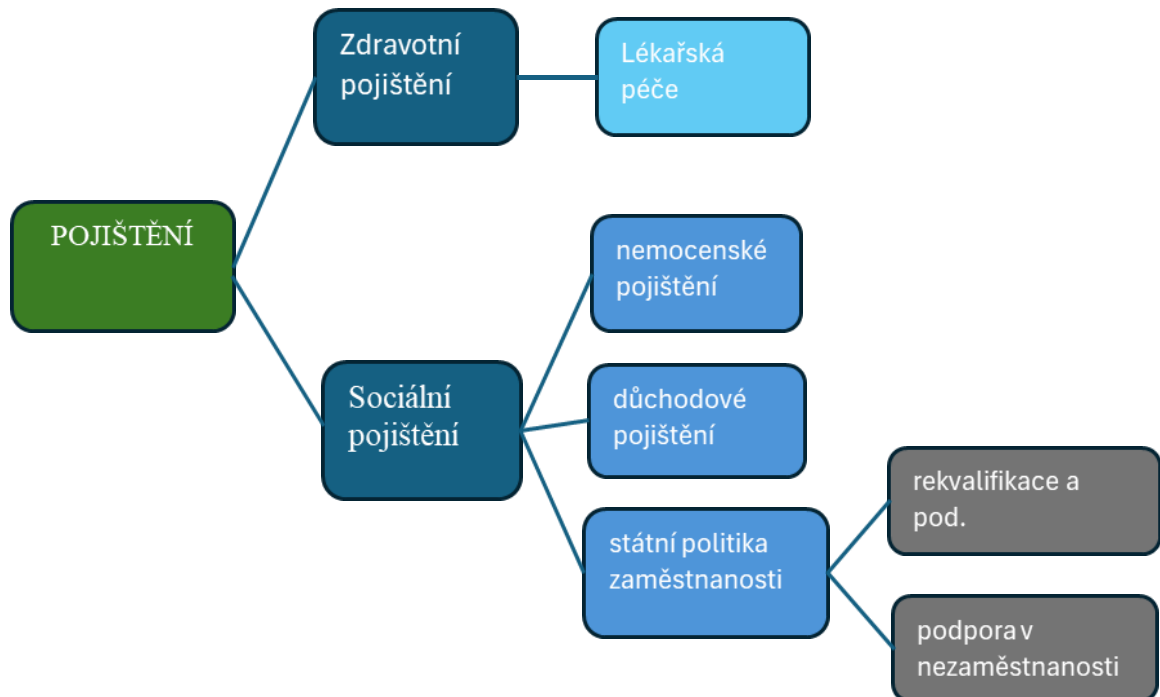 Zdravotní
pojištění
Lékařská
péče
POJIŠTĚNÍ
nemocenské
pojištění
Sociální
pojištění
důchodové
pojištění
státní politika
zaměstnanosti
rekvalifikace a
pod.
podpora v
nezaměstnanosti